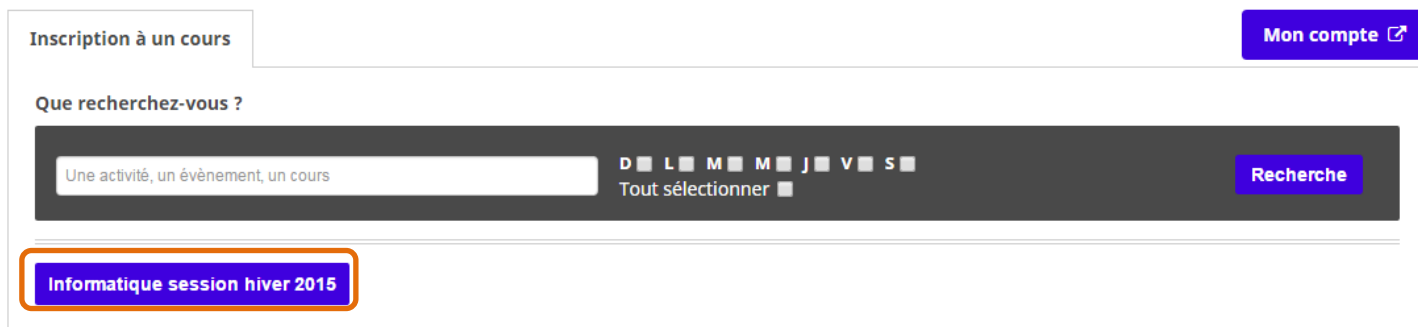 Inscription à un cours
Mon compte
Que recherchez-vous ?
Une activité, un évènement, un cours
D L M M J V S
Tout sélectionner
Recherche
Informatique session hiver 2015